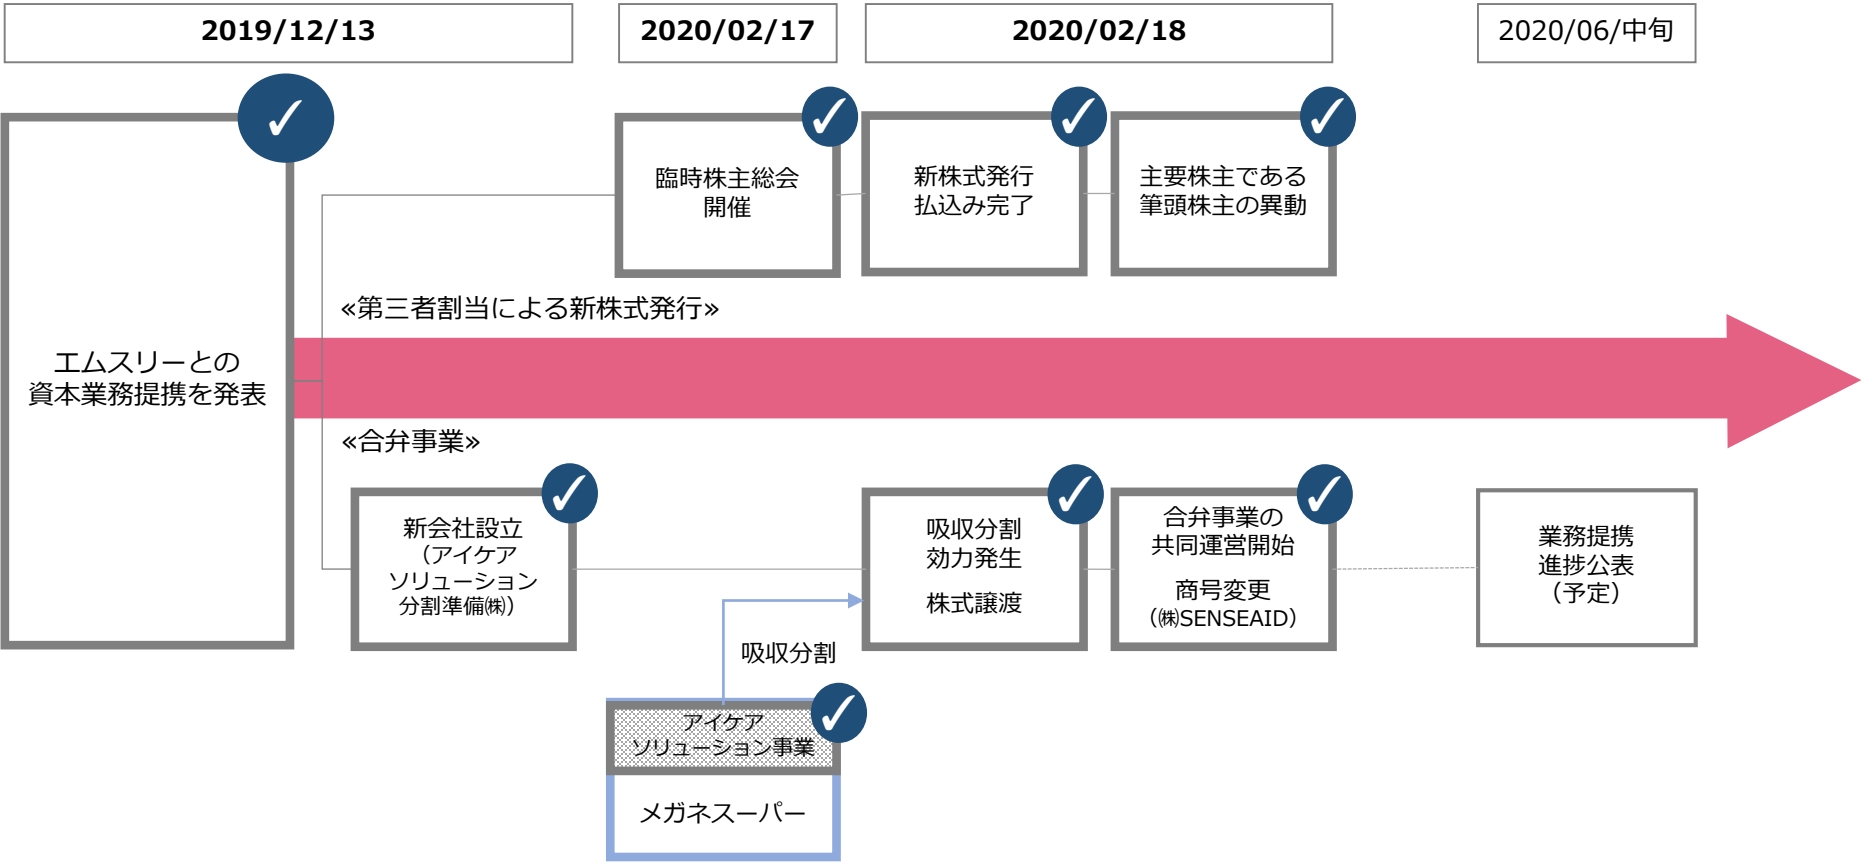 2019/12/13
2020/02/17
2020/02/18
2020/06/中旬
臨時株主総会
開催
新株式発行
払込み完了
主要株主である
筆頭株主の異動
«第三者割当による新株式発行»
エムスリーとの
資本業務提携を発表
«合弁事業»
新会社設立
（アイケア
ソリューション
分割準備㈱）
吸収分割
効力発生
株式譲渡
合弁事業の
共同運営開始
商号変更
（㈱SENSEAID）
業務提携
進捗公表
（予定）
吸収分割
アイケア
ソリューション事業
メガネスーパー